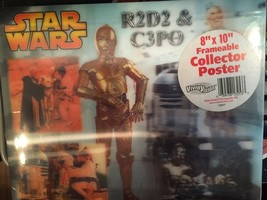 STAR
WARS
R2D2 &
C3PO
8" x 10"
Frameable
Collector
Poster